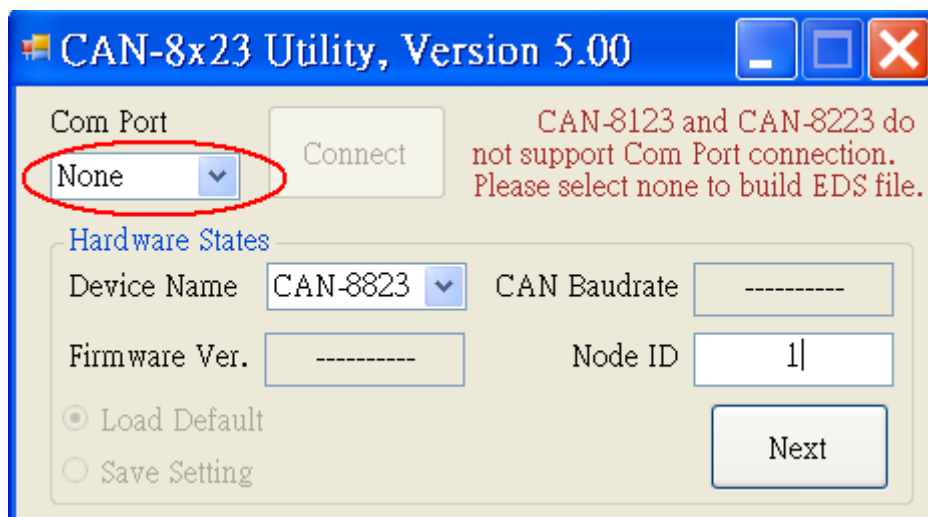 CAN-8x23 Utility, Version 5.00
Com Port
None
Connect
CAN-8123 and CAN-8223 do
not support Com Port connection.
Please select none to build EDS file.
Hardware States
Device Name
CAN-8823
CAN Baudrate
----------
Firmware Ver.
----------
Node ID
1
Load Default
Save Setting
Next